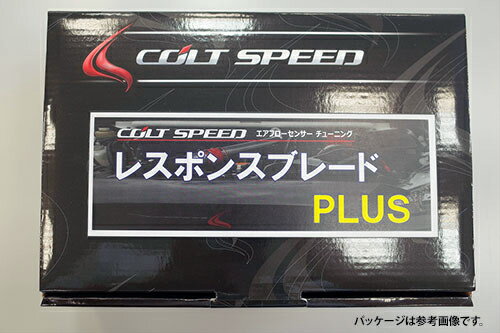 COLT SPEED
COLT SPEED エアフローセンサー チューニング
レスポンスブレード
PLUS
パッケージは参考画像です。